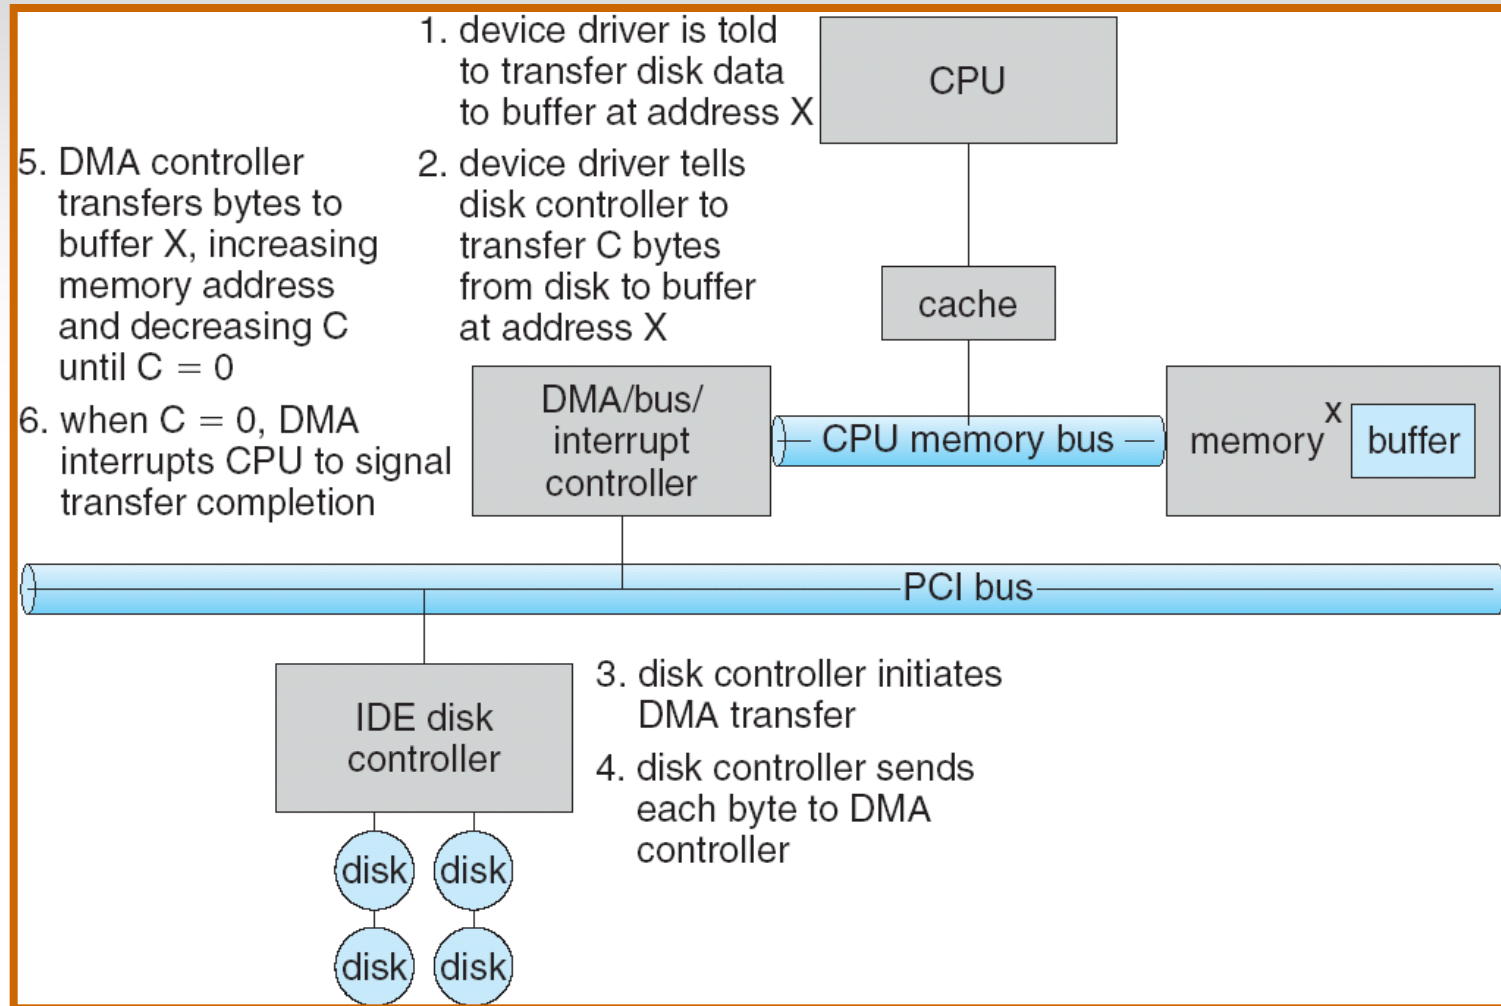 1. device driver is told
to transfer disk data
to buffer at address X
CPU
5. DMA controller
transfers bytes to
buffer X, increasing
memory address
and decreasing C
until C = 0
2. device driver tells
disk controller to
transfer C bytes
from disk to buffer
at address X
cache
6. when C = 0, DMA
interrupts CPU to signal
transfer completion
DMA/bus/
interrupt
controller
CPU memory bus
memory
X
buffer
PCI bus
IDE disk
controller
3. disk controller initiates
DMA transfer
4. disk controller sends
each byte to DMA
controller
disk
disk
disk
disk